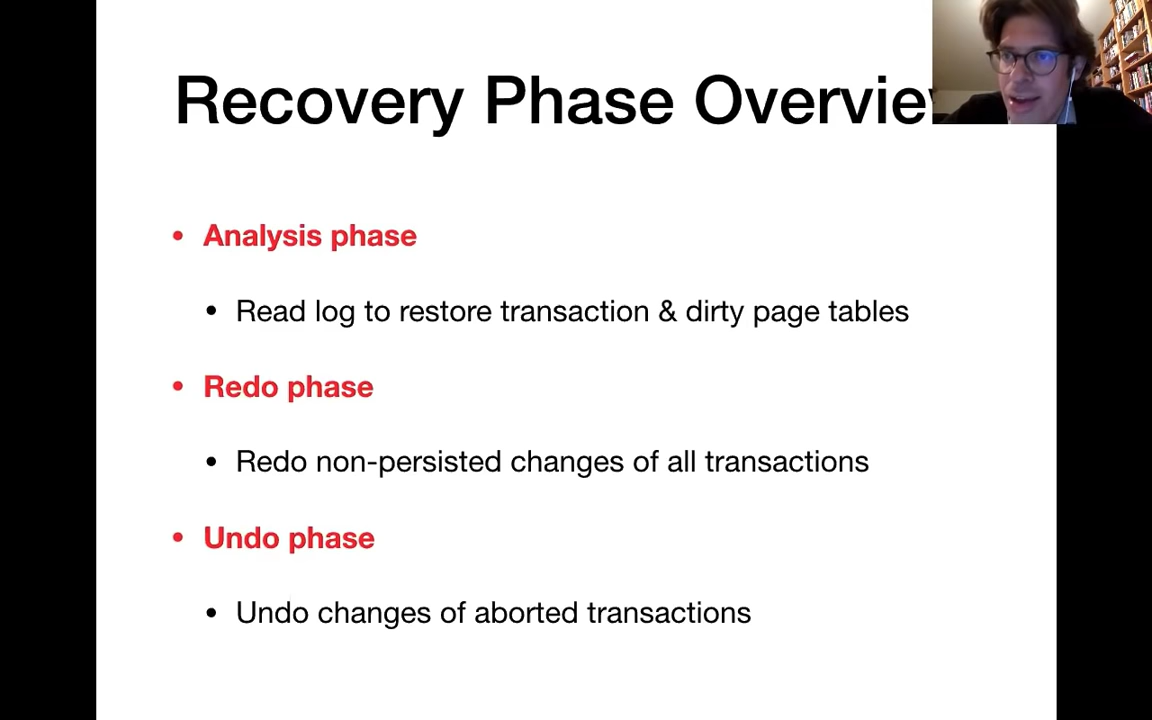 Recovery Phase Overvie
• Analysis phase
• Read log to restore transaction & dirty page tables
• Redo phase
• Redo non-persisted changes of all transactions
• Undo phase
• Undo changes of aborted transactions